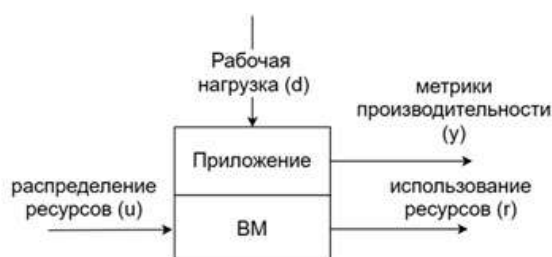 Рабочая
нагрузка (d)
метрики
производительности
(y)
Приложение
распределение
ресурсов (u)
использование
ресурсов (r)
ВМ